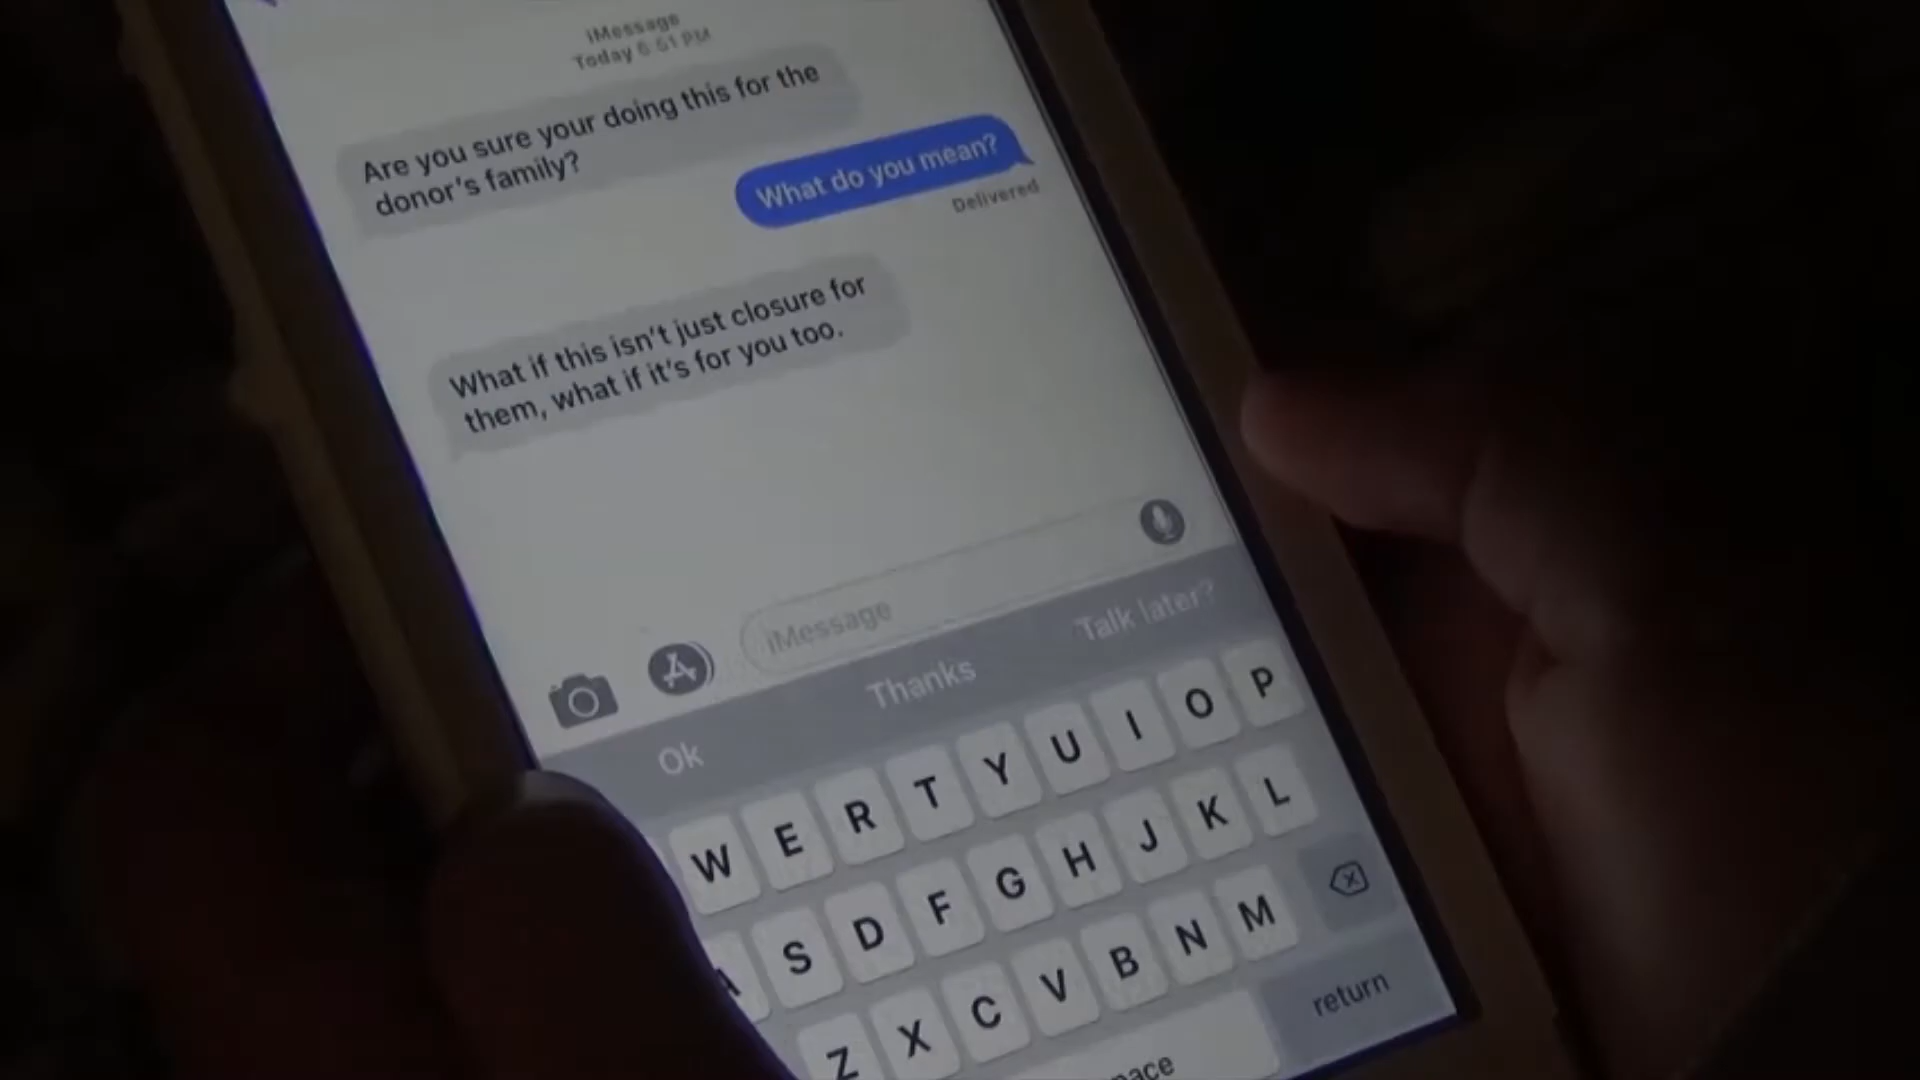 iMessage
Today 6:51 PM
Are you sure your doing this for the
donor's family?
What do you mean?
Delivered
What if this isn't just closure for
them, what if it's for you too.
iMessage
Ok
Thanks
Talk later?
W E R T Y U I O P
A S D F G H J K L
Z X C V B N M
return